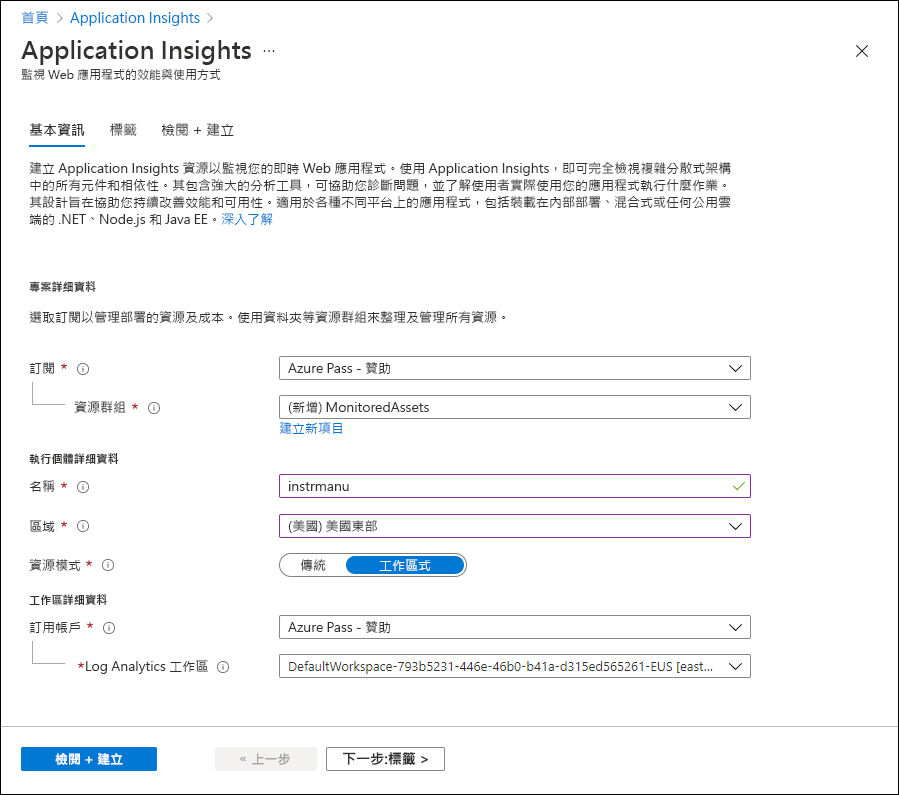 首頁 > Application Insights >
Application Insights ...
監視 Web 應用程式的效能與使用方式
基本資訊 標籤 檢閱 + 建立
建立 Application Insights 資源以監視您的即時 Web 應用程式。使用 Application Insights，即可完全檢視複雜分散式架構
中的所有元件和相依性。其包含強大的分析工具，可協助您診斷問題，並了解使用者實際使用您的應用程式執行什麼作業。
其設計旨在協助您持續改善效能和可用性。適用於各種不同平台上的應用程式，包括裝載在內部部署、混合式或任何公用雲
端的 .NET、Node.js 和 Java EE。深入了解
專案詳細資料
選取訂閱以管理部署的資源及成本。使用資料夾等資源群組來整理及管理所有資源。
訂閱 * Azure Pass - 贊助
資源群組 * (新增) MonitoredAssets
建立新項目
執行個體詳細資料
名稱 * instrmanu
區域 * (美國) 美國東部
資源模式 * 傳統 工作區式
工作區詳細資料
訂用帳戶 * Azure Pass - 贊助
*Log Analytics 工作區 DefaultWorkspace-793b5231-446e-46b0-b41a-d315ed565261-EUS [east...
檢閱 + 建立 « 上一步 下一步:標籤 >